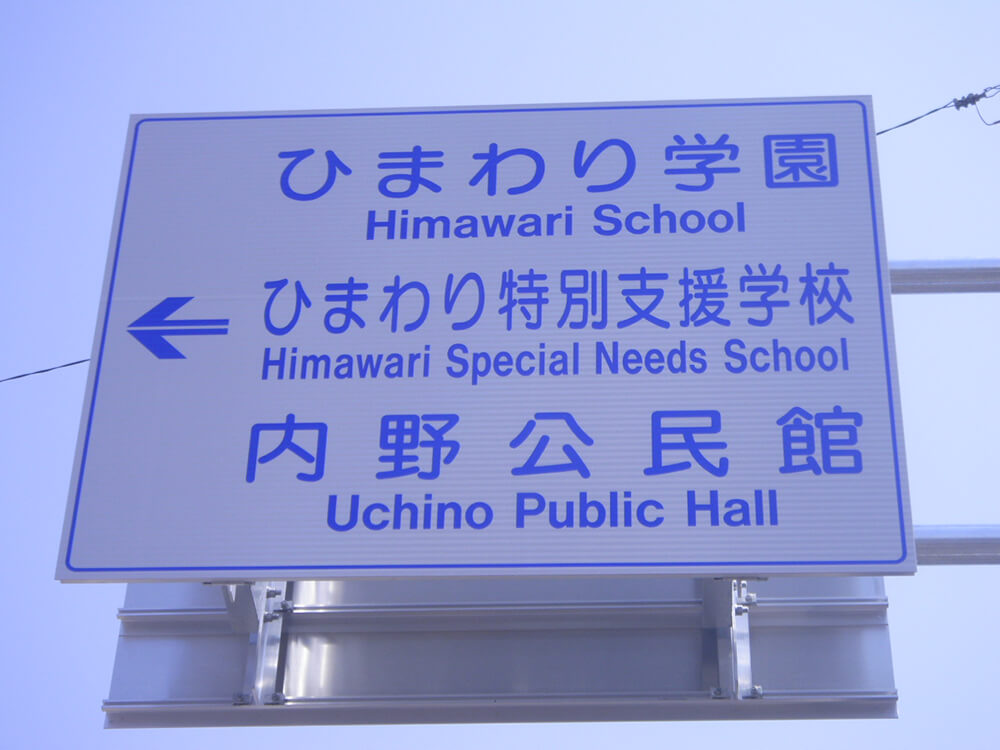 ひまわり学園
Himawari School
ひまわり特別支援学校
Himawari Special Needs School
内野公民館
Uchino Public Hall